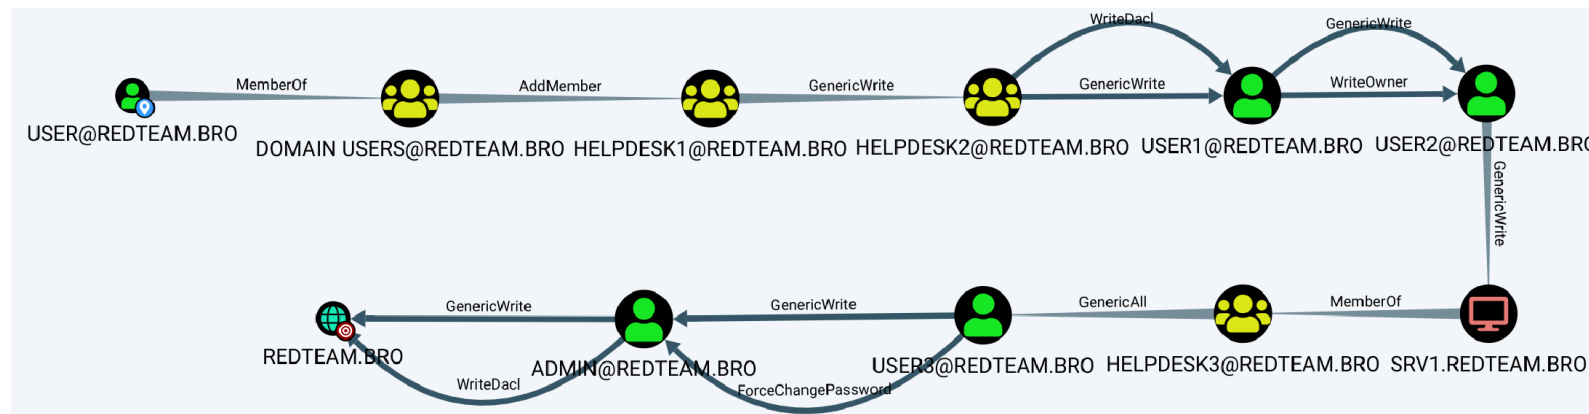 WriteDacl
GenericWrite
MemberOf
AddMember
GenericWrite
GenericWrite
WriteOwner
USER@REDTEAM.BRO
DOMAIN USERS@REDTEAM.BRO
HELPDESK1@REDTEAM.BRO
HELPDESK2@REDTEAM.BRO
USER1@REDTEAM.BRO
USER2@REDTEAM.BRO
GenericWrite
GenericWrite
GenericWrite
GenericAll
MemberOf
REDTEAM.BRO
ADMIN@REDTEAM.BRO
USER3@REDTEAM.BRO
HELPDESK3@REDTEAM.BRO
SRV1.REDTEAM.BRO
WriteDacl
ForceChangePassword